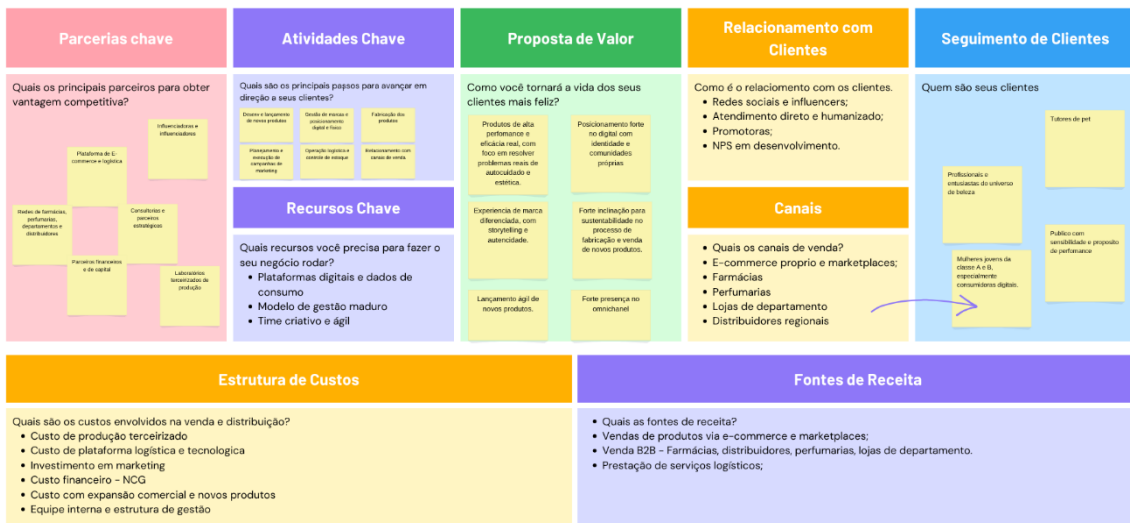 Parcerias chave
Quais os principais parceiros para obter
vantagem competitiva?
Influenciadoras e
influenciadores
Plataforma de E-
commerce e logística
Redes de farmácias,
perfumarias,
departamentos e
distribuidores
Consultorias e
parceiros
estratégicos
Parceiros financeiros
e de capital
Laboratórios
terceirizados de
produção
Atividades Chave
Quais são os principais passos para avançar em
direção a seus clientes?
Desenv e lançamento
de novos produtos
Gestão de marcas e
posicionamento
digital e físico
Fabricação dos
produtos
Planejamento e
execução de
campanhas de
marketing
Operação logística e
controle de estoque
Relacionamento com
canais de venda.
Recursos Chave
Quais recursos você precisa para fazer o
seu negócio rodar?
• Plataformas digitais e dados de
consumo
• Modelo de gestão maduro
• Time criativo e ágil
Proposta de Valor
Como você tornará a vida dos seus
clientes mais feliz?
Produtos de alta
perfomance e
eficácia real, com
foco em resolver
problemas reais de
autocuidado e
estética.
Posicionamento forte
no digital com
identidade e
comunidades
próprias
Experiencia de marca
diferenciada, com
storytelling e
autencidade.
Forte inclinação para
sustentabilidade no
processo de
fabricação e venda
de novos produtos.
Lançamento ágil de
novos produtos.
Forte presença no
omnichanel
Relacionamento com
Clientes
Como é o relaciomento com os clientes.
• Redes sociais e influencers;
• Atendimento direto e humanizado;
• Promotoras;
• NPS em desenvolvimento.
Canais
• Quais os canais de venda?
• E-commerce proprio e marketplaces;
• Farmácias
• Perfumarias
• Lojas de departamento
• Distribuidores regionais
Seguimento de Clientes
Quem são seus clientes
Tutores de pet
Profissionais e
entusiastas do universo
de beleza
Publico com
sensibilidade e proposito
de perfomance
Mulheres jovens da
classe A e B,
especialmente
consumidores digitais.
Estrutura de Custos
Quais são os custos envolvidos na venda e distribuição?
• Custo de produção terceirizado
• Custo de plataforma logística e tecnologica
• Investimento em marketing
• Custo financeiro - NCG
• Custo com expansão comercial e novos produtos
• Equipe interna e estrutura de gestão
Fontes de Receita
• Quais as fontes de receita?
• Vendas de produtos via e-commerce e marketplaces;
• Venda B2B - Farmácias, distribuidores, perfumarias, lojas de departamento.
• Prestação de serviços logísticos;